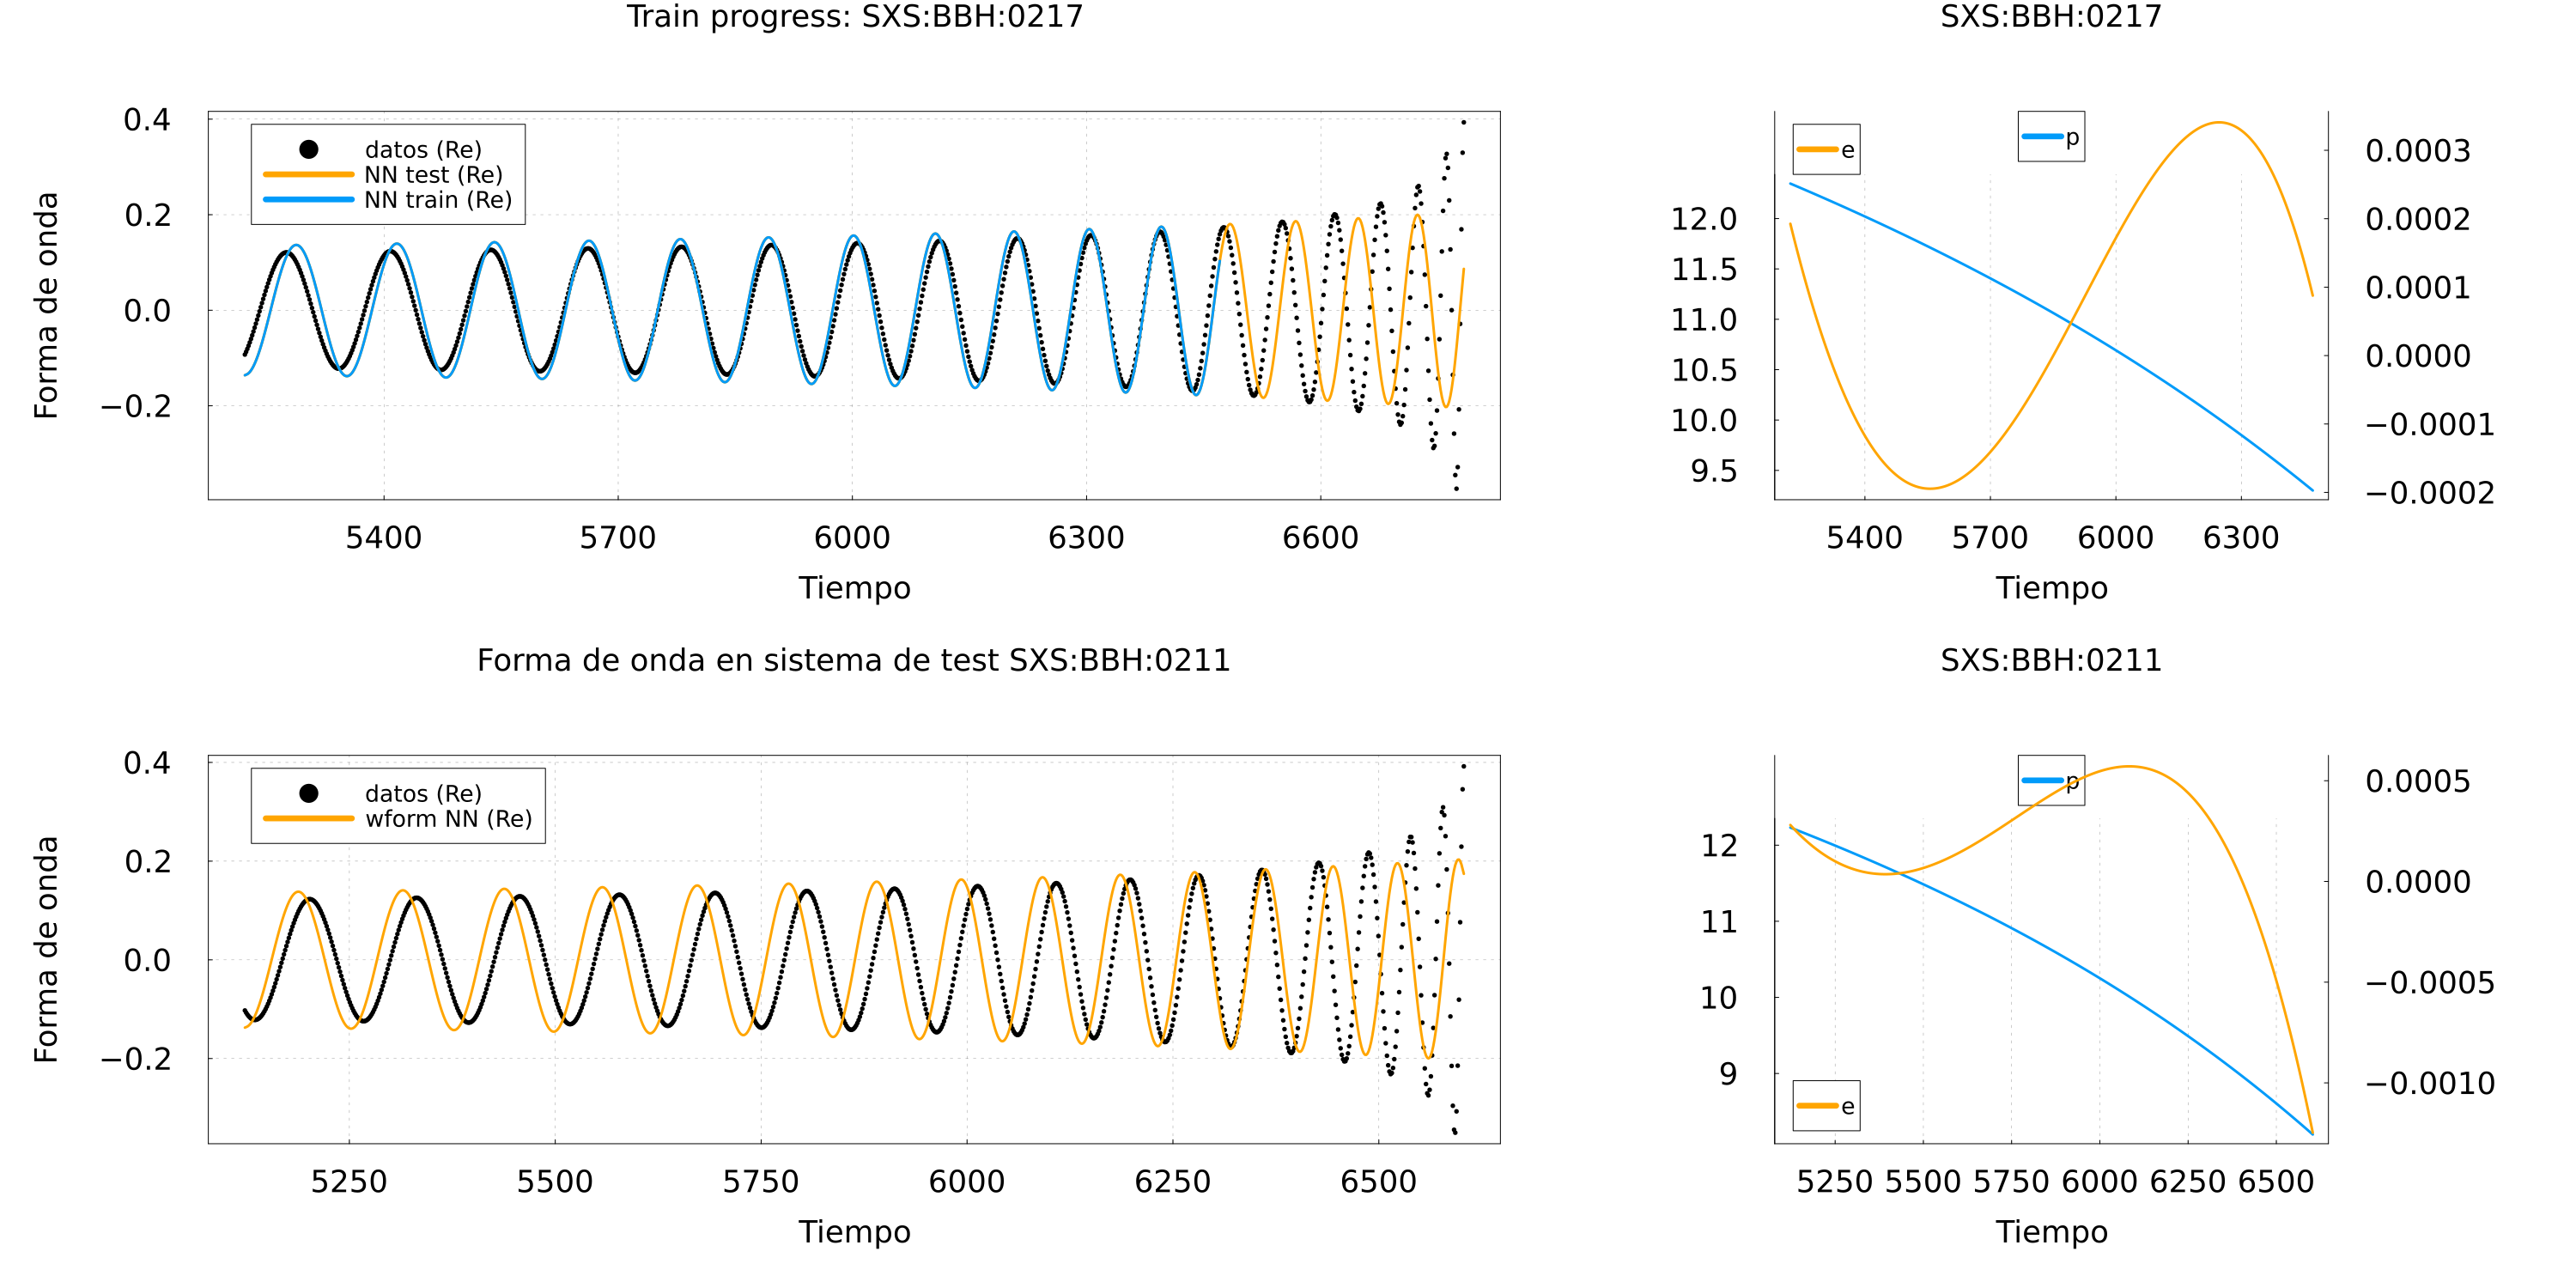 Train progress: SXS:BBH:0217
0.4
0.2
0.0
−0.2
Forma de onda
datos (Re)
NN test (Re)
NN train (Re)
5400 5700 6000 6300 6600
Tiempo
SXS:BBH:0217
e
p
12.0
11.5
11.0
10.5
10.0
9.5
0.0003
0.0002
0.0001
0.0000
−0.0001
−0.0002
5400 5700 6000 6300
Tiempo
Forma de onda en sistema de test SXS:BBH:0211
0.4
0.2
0.0
−0.2
Forma de onda
datos (Re)
wform NN (Re)
5250 5500 5750 6000 6250 6500
Tiempo
SXS:BBH:0211
p
12
11
10
9
e
0.0005
0.0000
−0.0005
−0.0010
5250 5500 5750 6000 6250 6500
Tiempo